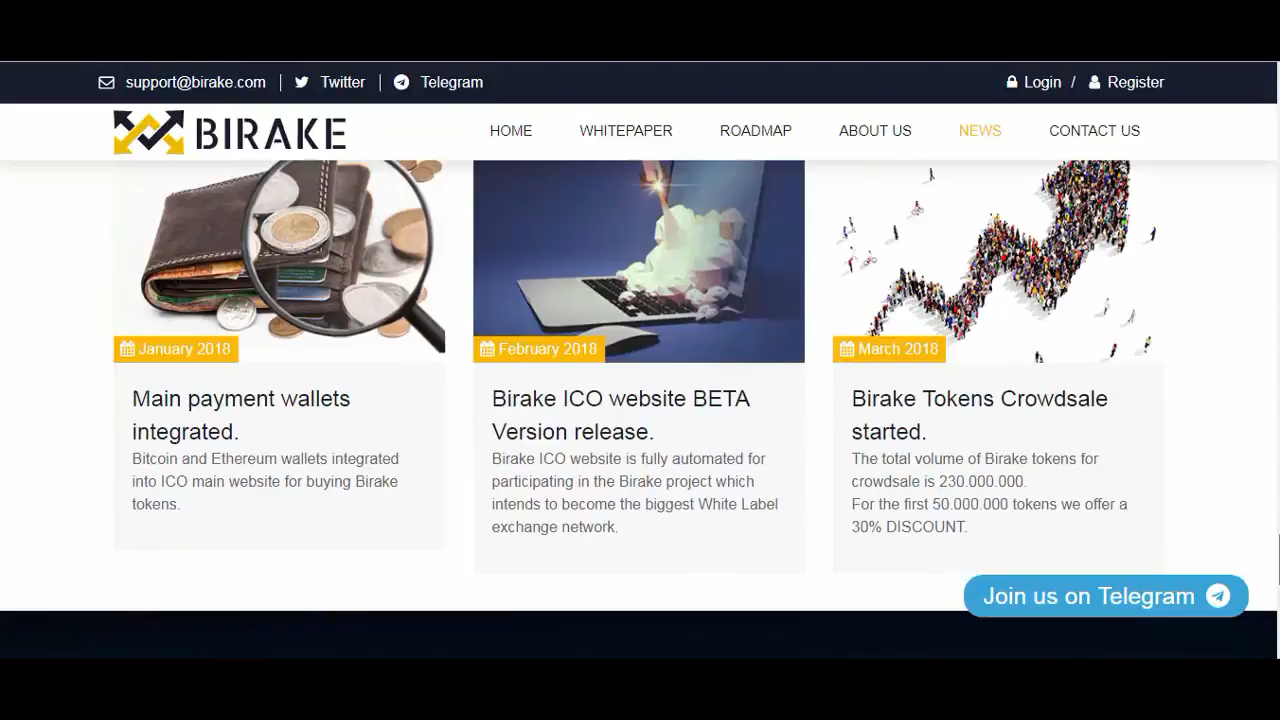 support@birake.com | Twitter | Telegram
Login / Register
BIRAKE
HOME WHITEPAPER ROADMAP ABOUT US NEWS CONTACT US
January 2018
Main payment wallets
integrated.
Bitcoin and Ethereum wallets integrated
into ICO main website for buying Birake
tokens.
February 2018
Birake ICO website BETA
Version release.
Birake ICO website is fully automated for
participating in the Birake project which
intends to become the biggest White Label
exchange network.
March 2018
Birake Tokens Crowdsale
started.
The total volume of Birake tokens for
crowdsale is 230.000.000.
For the first 50.000.000 tokens we offer a
30% DISCOUNT.
Join us on Telegram